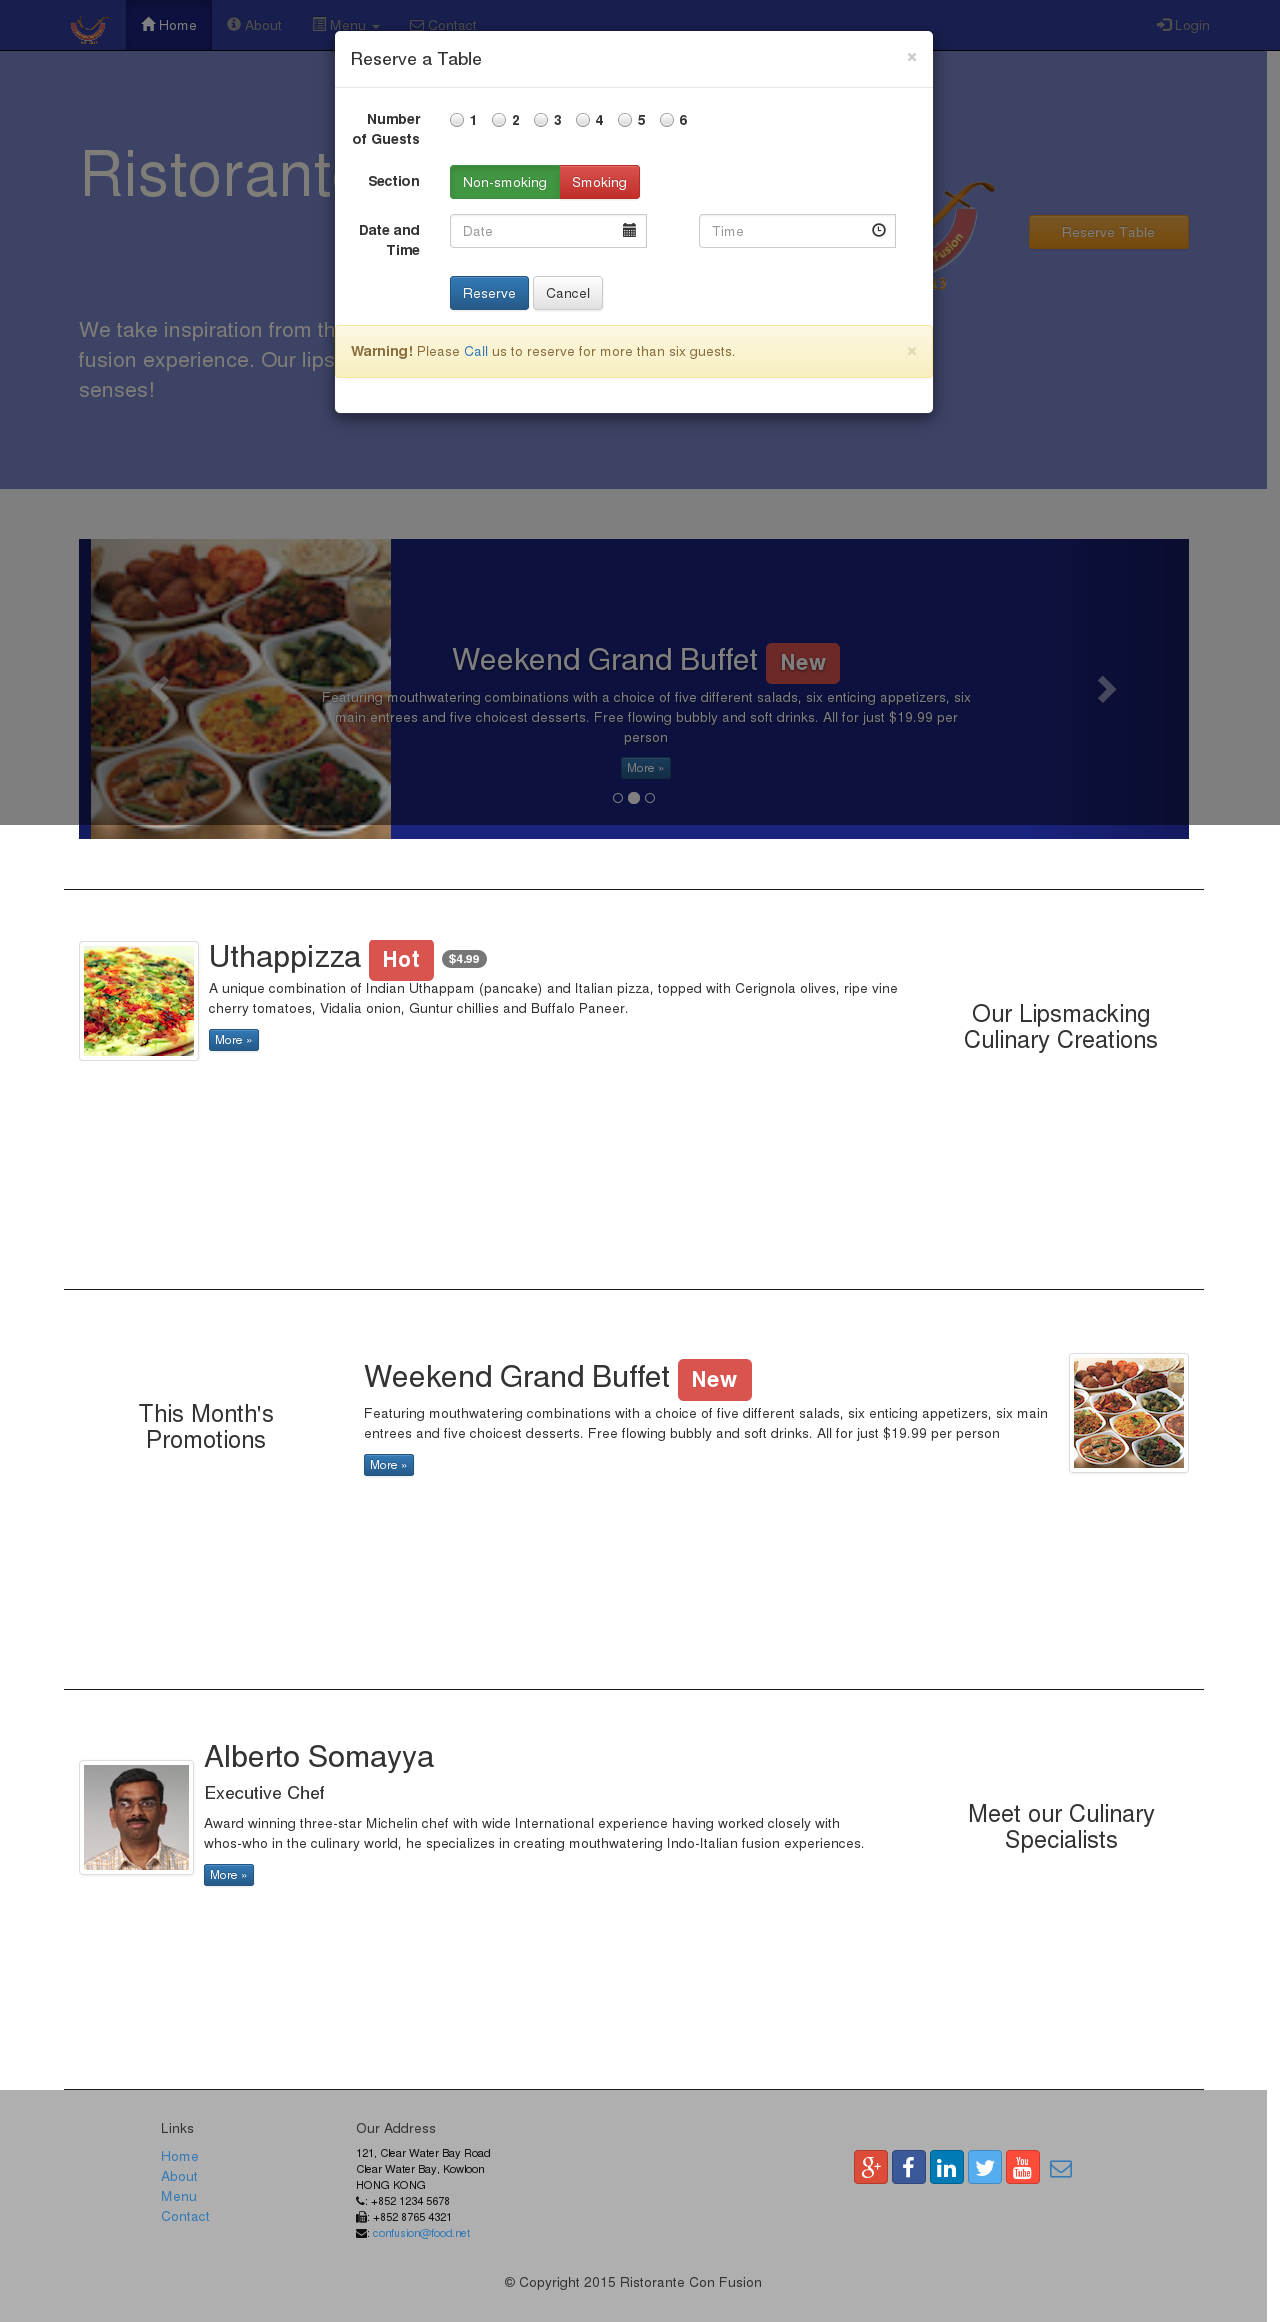 Home About Menu Contact Login
Reserve a Table ×
Number of Guests
1 2 3 4 5 6
Section
Non-smoking Smoking
Date and Time
Date Time
Reserve Cancel
Warning! Please Call us to reserve for more than six guests. ×
Ristorante
Fusion
Reserve Table
We take inspiration from th
fusion experience. Our lips
senses!
Weekend Grand Buffet New
Featuring mouthwatering combinations with a choice of five different salads, six enticing appetizers, six
main entrees and five choicest desserts. Free flowing bubbly and soft drinks. All for just $19.99 per
person
More »
Uthappizza Hot $4.99
A unique combination of Indian Uthappam (pancake) and Italian pizza, topped with Cerignola olives, ripe vine
cherry tomatoes, Vidalia onion, Guntur chillies and Buffalo Paneer.
More »
Our Lipsmacking
Culinary Creations
This Month's
Promotions
Weekend Grand Buffet New
Featuring mouthwatering combinations with a choice of five different salads, six enticing appetizers, six main
entrees and five choicest desserts. Free flowing bubbly and soft drinks. All for just $19.99 per person
More »
Alberto Somayya
Executive Chef
Award winning three-star Michelin chef with wide International experience having worked closely with
whos-who in the culinary world, he specializes in creating mouthwatering Indo-Italian fusion experiences.
More »
Meet our Culinary
Specialists
Links
Home
About
Menu
Contact
Our Address
121, Clear Water Bay Road
Clear Water Bay, Kowloon
HONG KONG
: +852 1234 5678
: +852 8765 4321
: confusion@food.net
© Copyright 2015 Ristorante Con Fusion